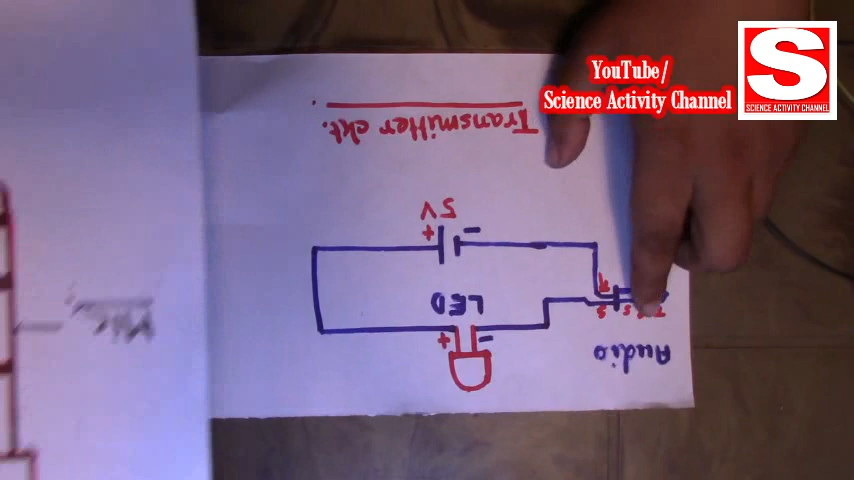 YouTube/
Science Activity Channel
S
SCIENCE ACTIVITY CHANNEL
Transmitter ckt.
5V
+ -
LED
+ -
Audio